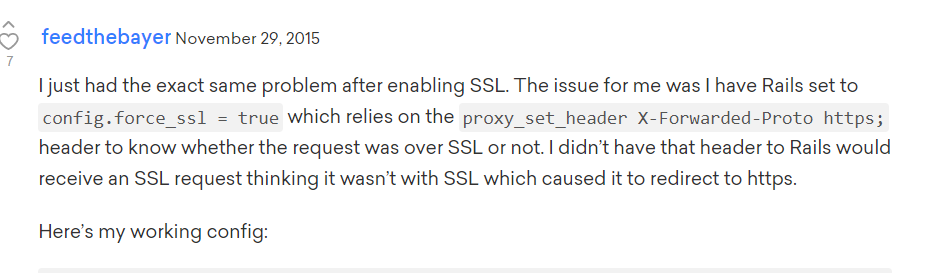 feedthebayer November 29, 2015
7
I just had the exact same problem after enabling SSL. The issue for me was I have Rails set to
config.force_ssl = true which relies on the proxy_set_header X-Forwarded-Proto https;
header to know whether the request was over SSL or not. I didn’t have that header to Rails would
receive an SSL request thinking it wasn’t with SSL which caused it to redirect to https.
Here’s my working config: